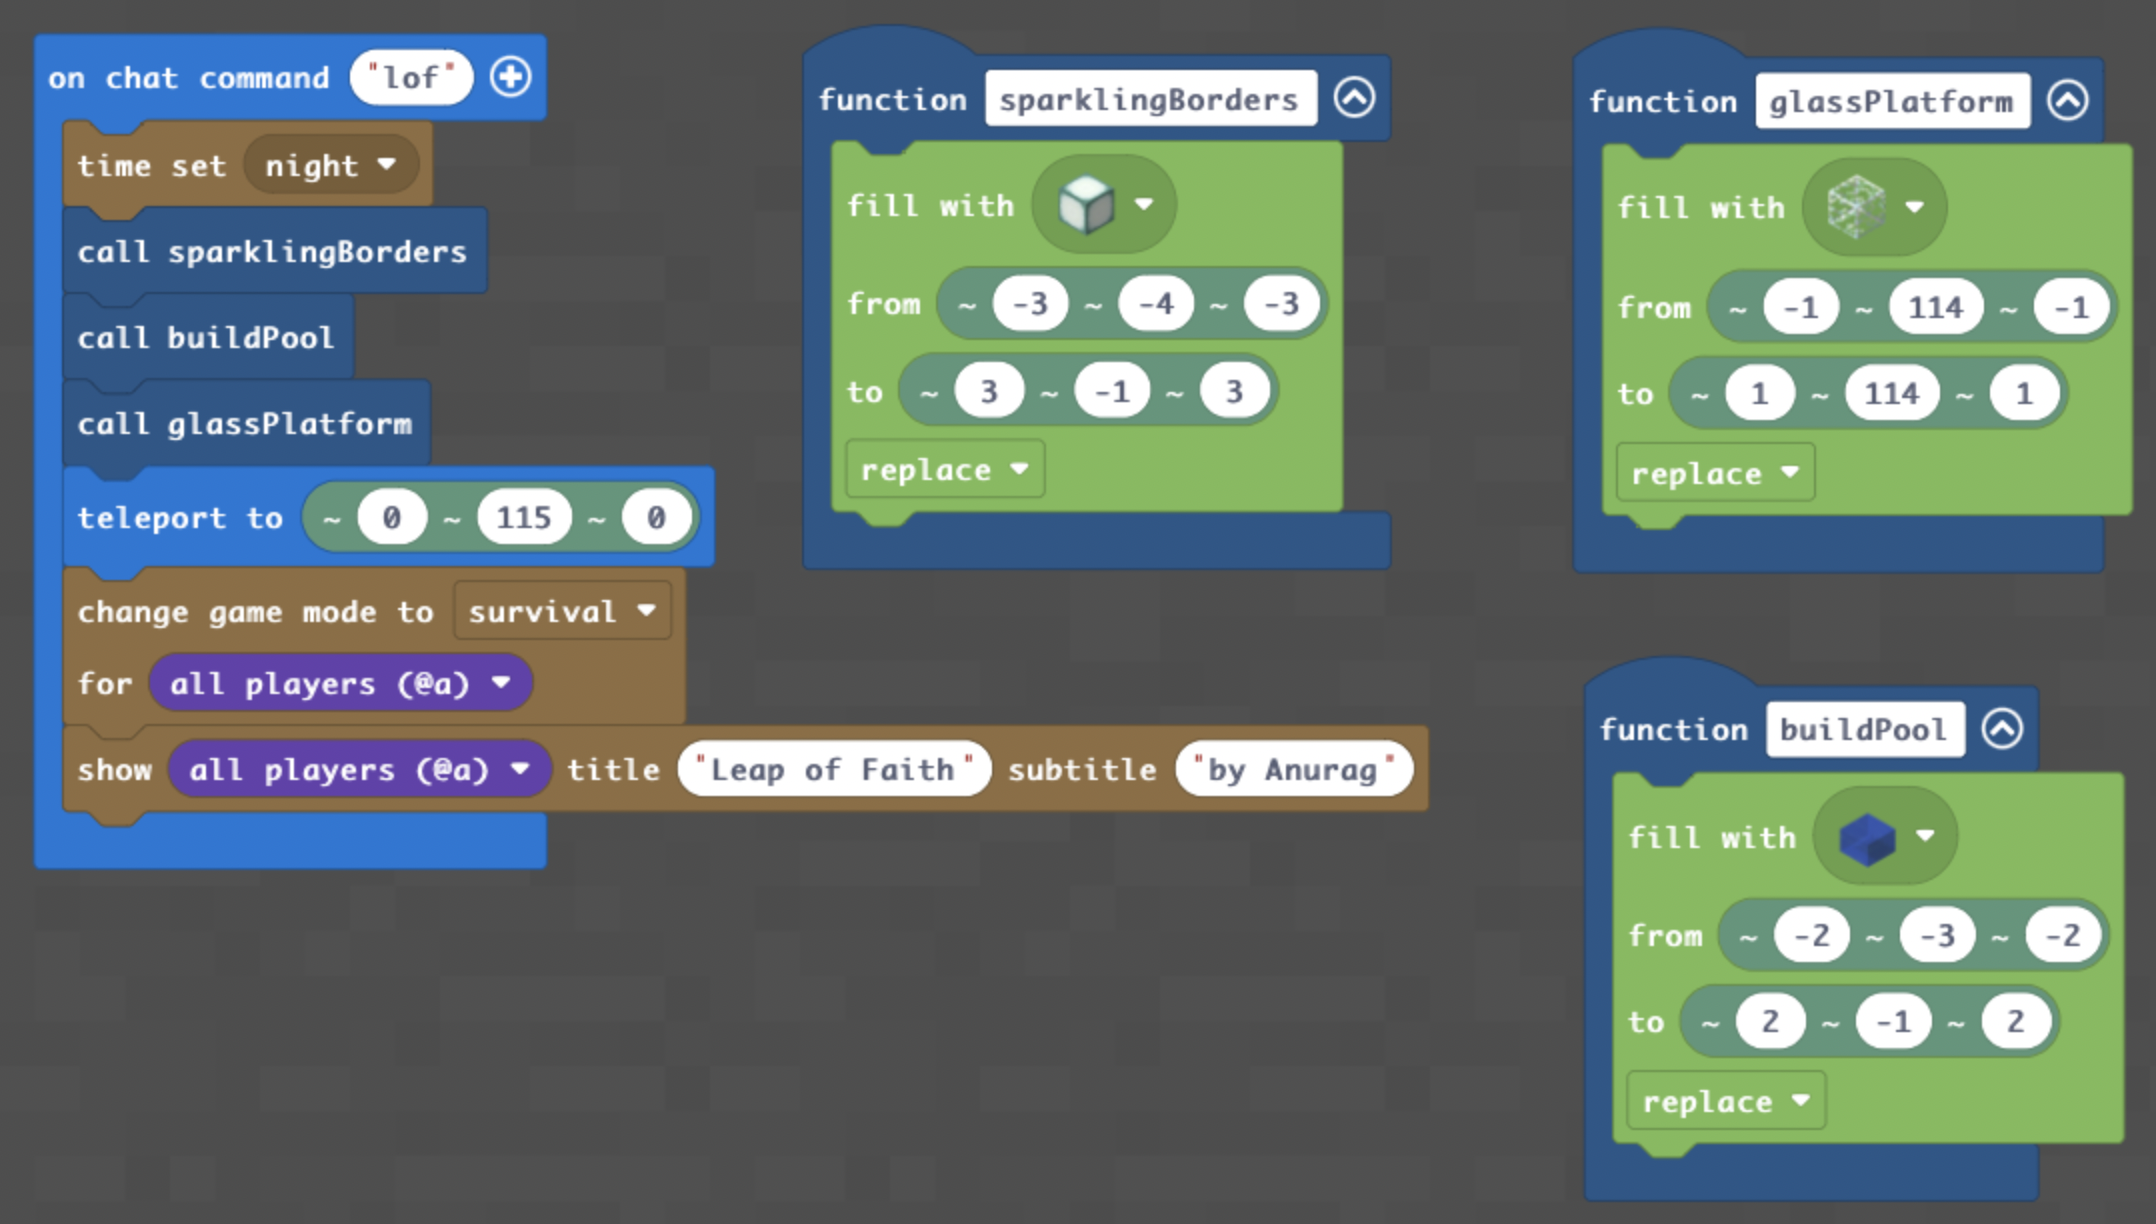 on chat command "lof"
time set night
call sparklingBorders
call buildPool
call glassPlatform
teleport to ~ 0 ~ 115 ~ 0
change game mode to survival
for all players (@a)
show all players (@a) title "Leap of Faith" subtitle "by Anurag"
function sparklingBorders
fill with
from ~ -3 ~ -4 ~ -3
to ~ 3 ~ -1 ~ 3
replace
function glassPlatform
fill with
from ~ -1 ~ 114 ~ -1
to ~ 1 ~ 114 ~ 1
replace
function buildPool
fill with
from ~ -2 ~ -3 ~ -2
to ~ 2 ~ -1 ~ 2
replace